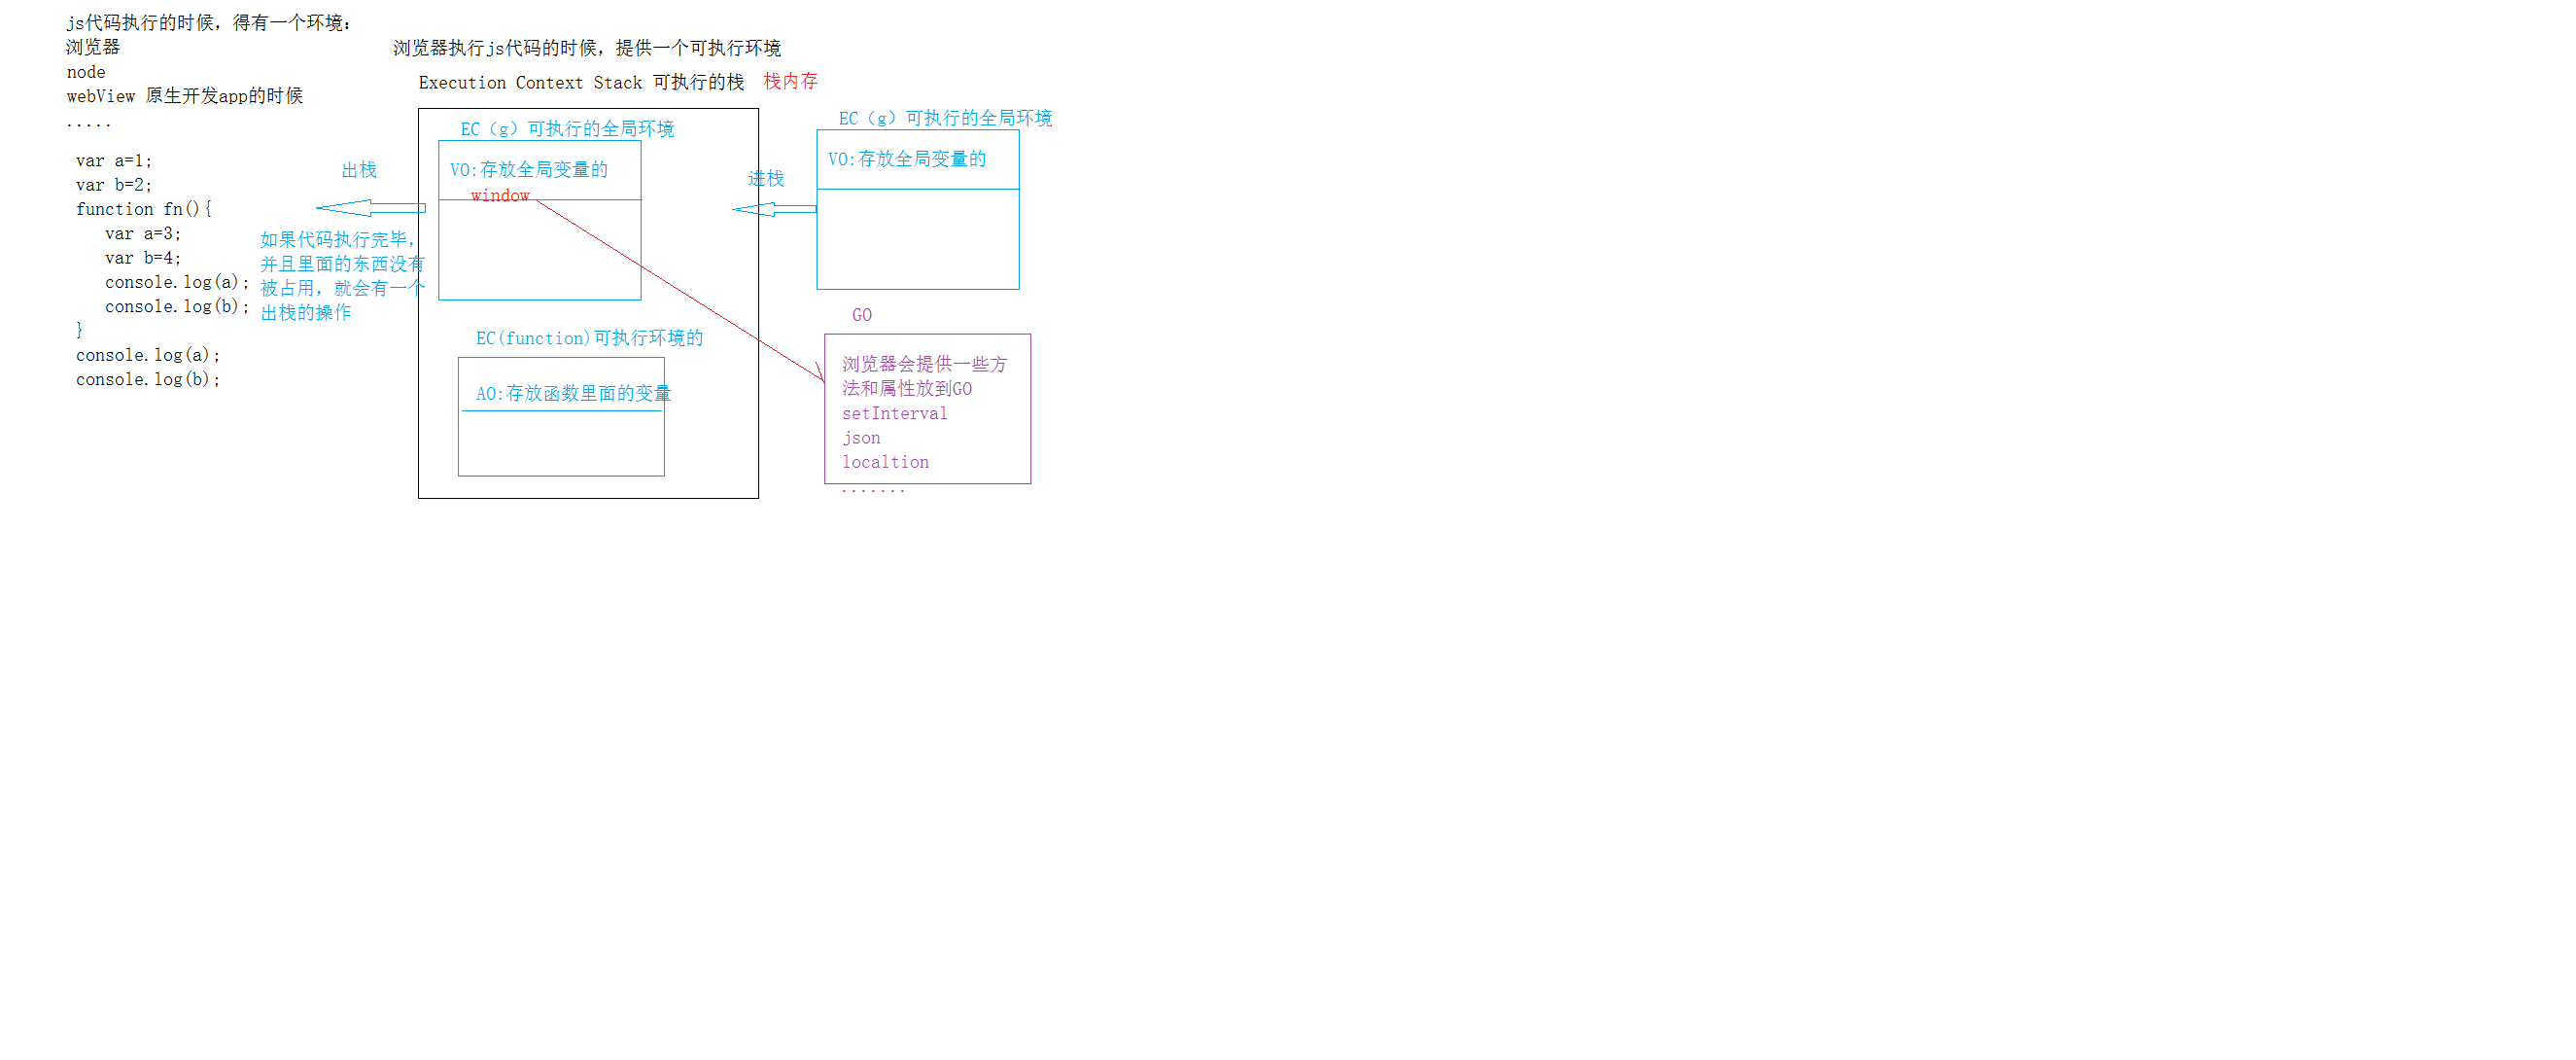 js代码执行的时候，得有一个环境：
浏览器
node
webView 原生开发app的时候
.....
var a=1;
var b=2;
function fn(){
var a=3;
var b=4;
console.log(a);
console.log(b);
}
console.log(a);
console.log(b);
出栈
如果代码执行完毕，
并且里面的东西没有
被占用，就会有一个
出栈的操作
浏览器执行js代码的时候，提供一个可执行环境
Execution Context Stack 可执行的栈 栈内存
EC（g）可执行的全局环境
VO:存放全局变量的
window
EC(function)可执行环境的
AO:存放函数里面的变量
进栈
EC（g）可执行的全局环境
VO:存放全局变量的
GO
浏览器会提供一些方
法和属性放到GO
setInterval
json
localtion
.......